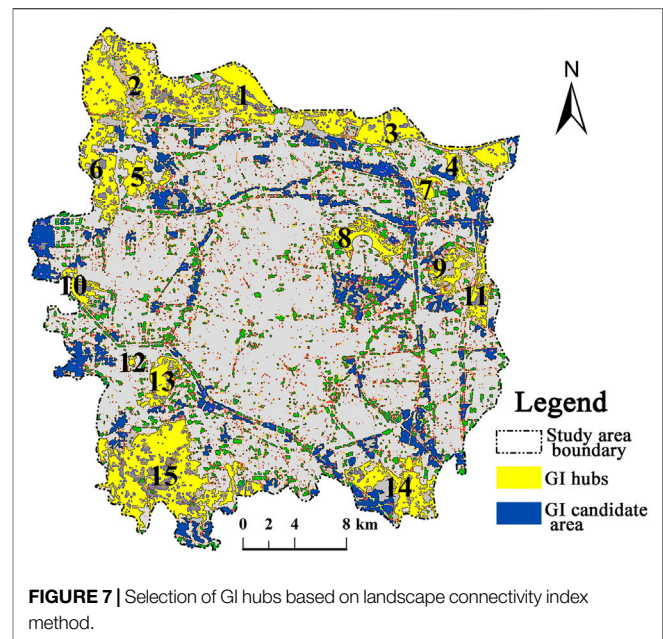 N
1
2
3
4
6
5
7
8
9
10
11
12
13
15
14
Legend
Study area
boundary
GI hubs
GI candidate
area
0 2 4 8 km
FIGURE 7 | Selection of GI hubs based on landscape connectivity index
method.